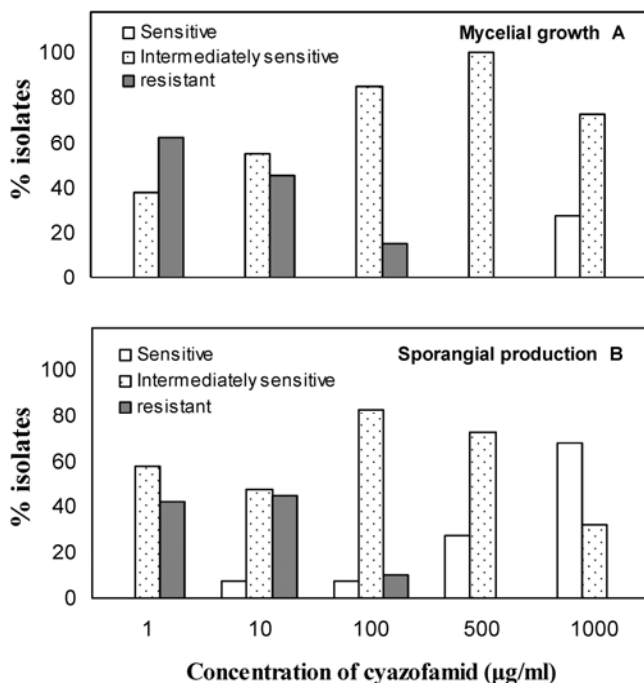 Mycelial growth A
Sensitive
Intermediately sensitive
resistant
% isolates
100
80
60
40
20
0
Sporangial production B
Sensitive
Intermediately sensitive
resistant
% isolates
100
80
60
40
20
0
1 10 100 500 1000
Concentration of cyazofamid (µg/ml)